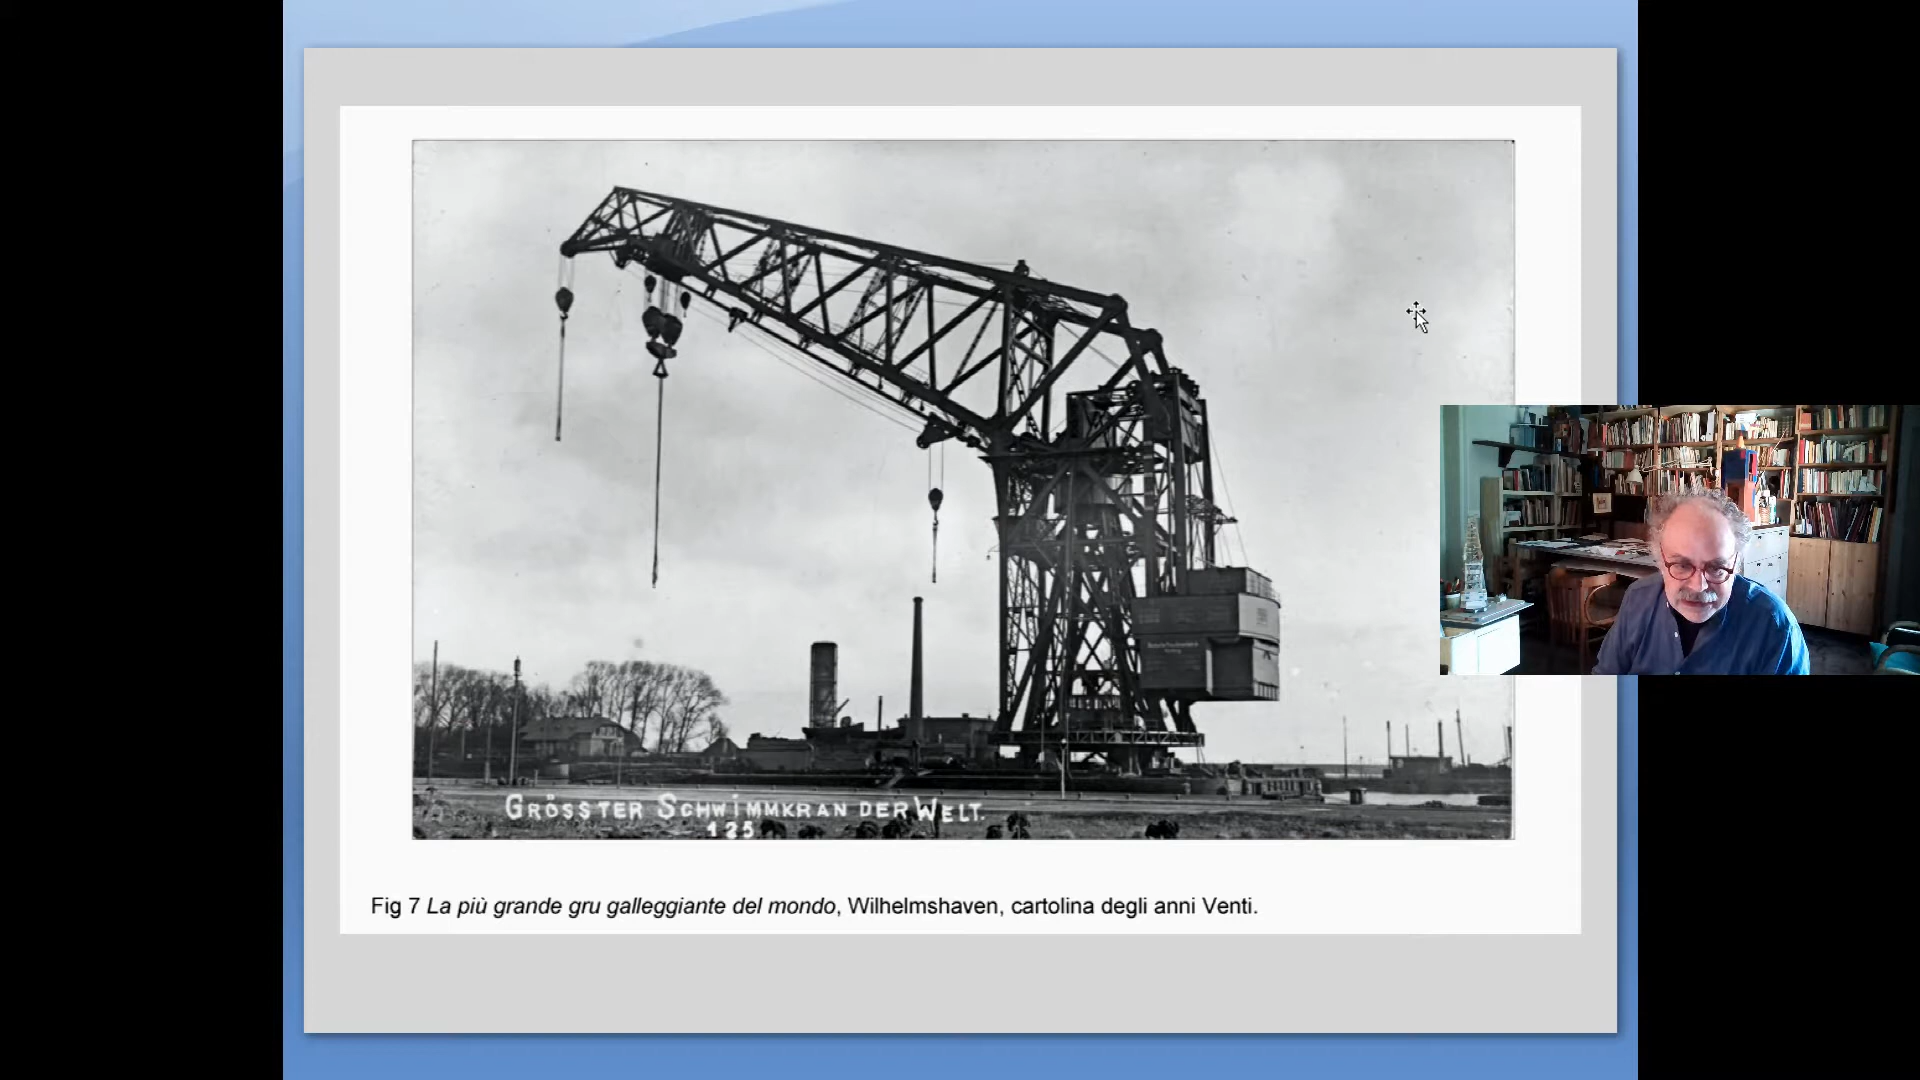 GRÖSSTER SCHWIMMKRAN DER WELT.
125
Fig 7 La più grande gru galleggiante del mondo, Wilhelmshaven, cartolina degli anni Venti.